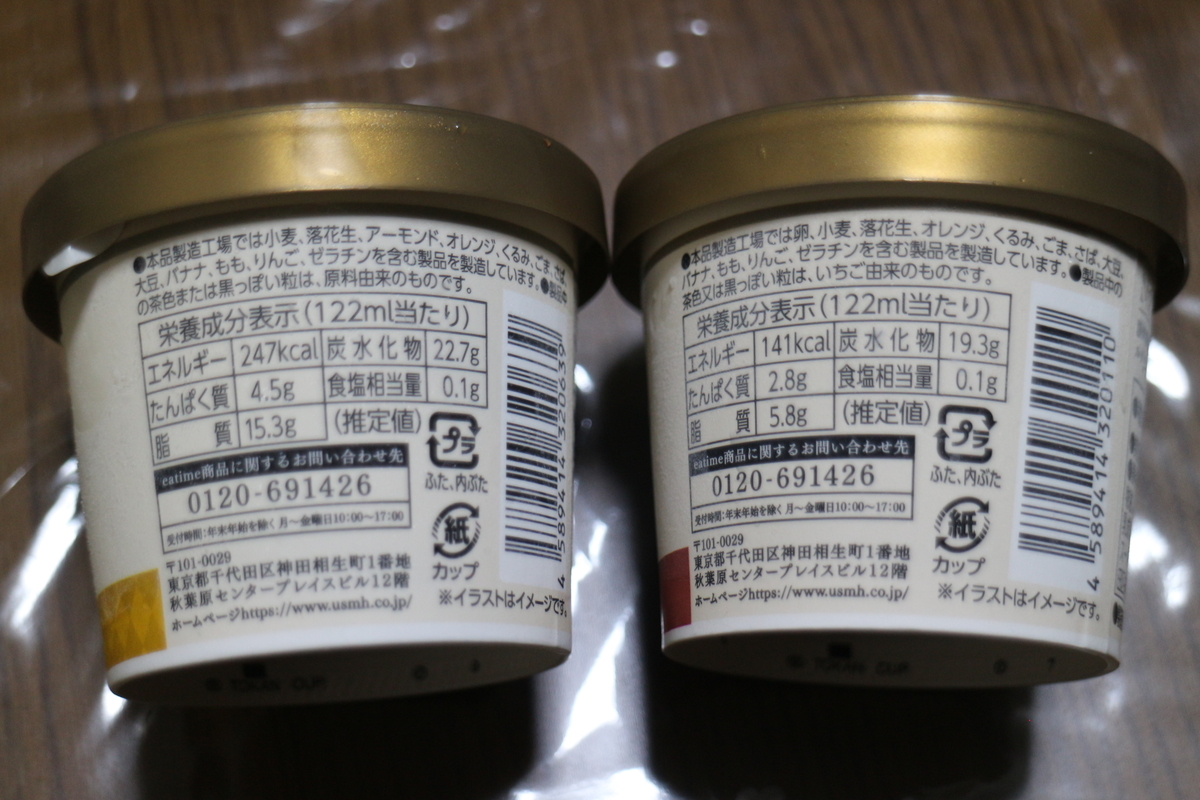 ●本品製造工場では小麦、落花生、アーモンド、オレンジ、くるみ、ごま、さば、
大豆、バナナ、もも、りんご、ゼラチンを含む製品を製造しています。●製品中
の茶色または黒っぽい粒は、原料由来のものです。
栄養成分表示(122ml当たり)
エネルギー 247kcal 炭水化物 22.7g
たんぱく質 4.5g 食塩相当量 0.1g
脂質 15.3g (推定値)
プラ
ふた、内ぶた
eatime商品に関するお問い合わせ先
0120-691426
受付時間:年末年始を除く 月〜金曜日10:00〜17:00
紙
カップ
〒101-0029
東京都千代田区神田相生町1番地
秋葉原センタープレイスビル12階
ホームページhttps://www.usmh.co.jp/
※イラストはイメージです。
4 589414 320639
●本品製造工場では卵、小麦、落花生、オレンジ、くるみ、ごま、さば、大豆、
バナナ、もも、りんご、ゼラチンを含む製品を製造しています。●製品中の
茶色又は黒っぽい粒は、いちご由来のものです。
栄養成分表示(122ml当たり)
エネルギー 141kcal 炭水化物 19.3g
たんぱく質 2.8g 食塩相当量 0.1g
脂質 5.8g (推定値)
プラ
ふた、内ぶた
eatime商品に関するお問い合わせ先
0120-691426
受付時間:年末年始を除く 月〜金曜日10:00〜17:00
紙
カップ
〒101-0029
東京都千代田区神田相生町1番地
秋葉原センタープレイスビル12階
ホームページhttps://www.usmh.co.jp/
※イラストはイメージです。
4 589414 320110